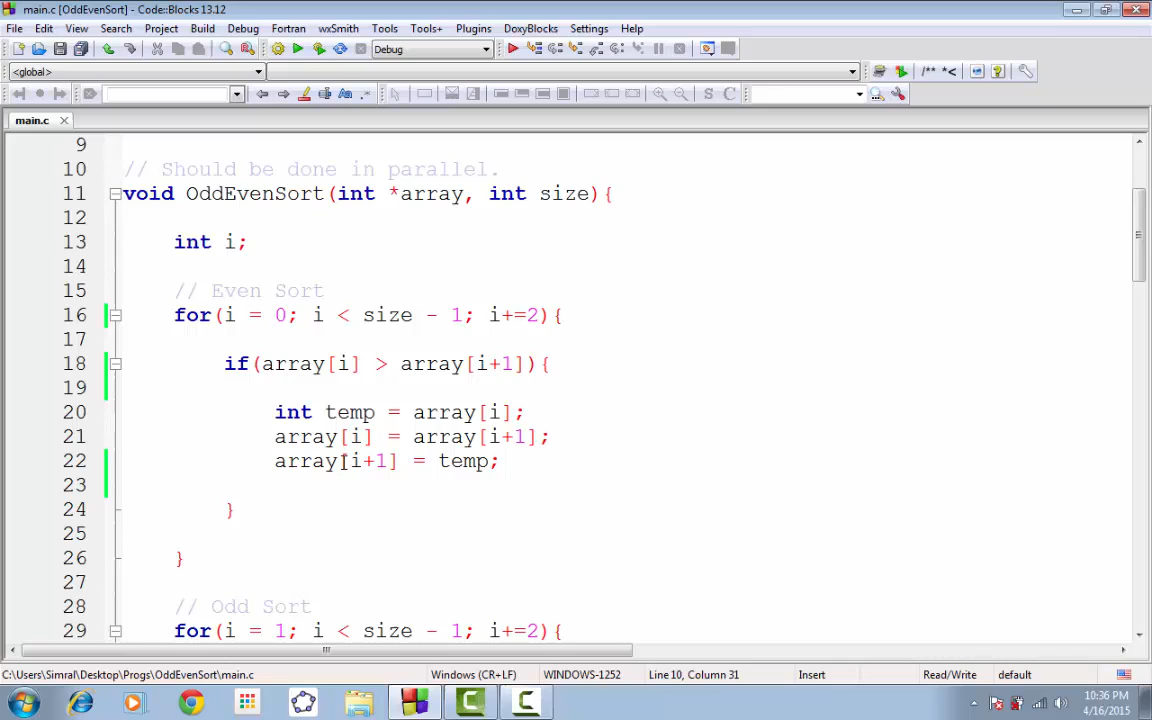 main.c [OddEvenSort] - Code::Blocks 13.12
File Edit View Search Project Build Debug Fortran wxSmith Tools Tools+ Plugins DoxyBlocks Settings Help
Debug
<global>
/** *<
S C
main.c
9
10 // Should be done in parallel.
11 void OddEvenSort(int *array, int size){
12
13 int i;
14
15 // Even Sort
16 for(i = 0; i < size - 1; i+=2){
17
18 if(array[i] > array[i+1]){
19
20 int temp = array[i];
21 array[i] = array[i+1];
22 array[i+1] = temp;
23
24 }
25
26 }
27
28 // Odd Sort
29 for(i = 1; i < size - 1; i+=2){
C:\Users\Simral\Desktop\Progs\OddEvenSort\main.c Windows (CR+LF) WINDOWS-1252 Line 10, Column 31 Insert Read/Write default
10:36 PM
4/16/2015